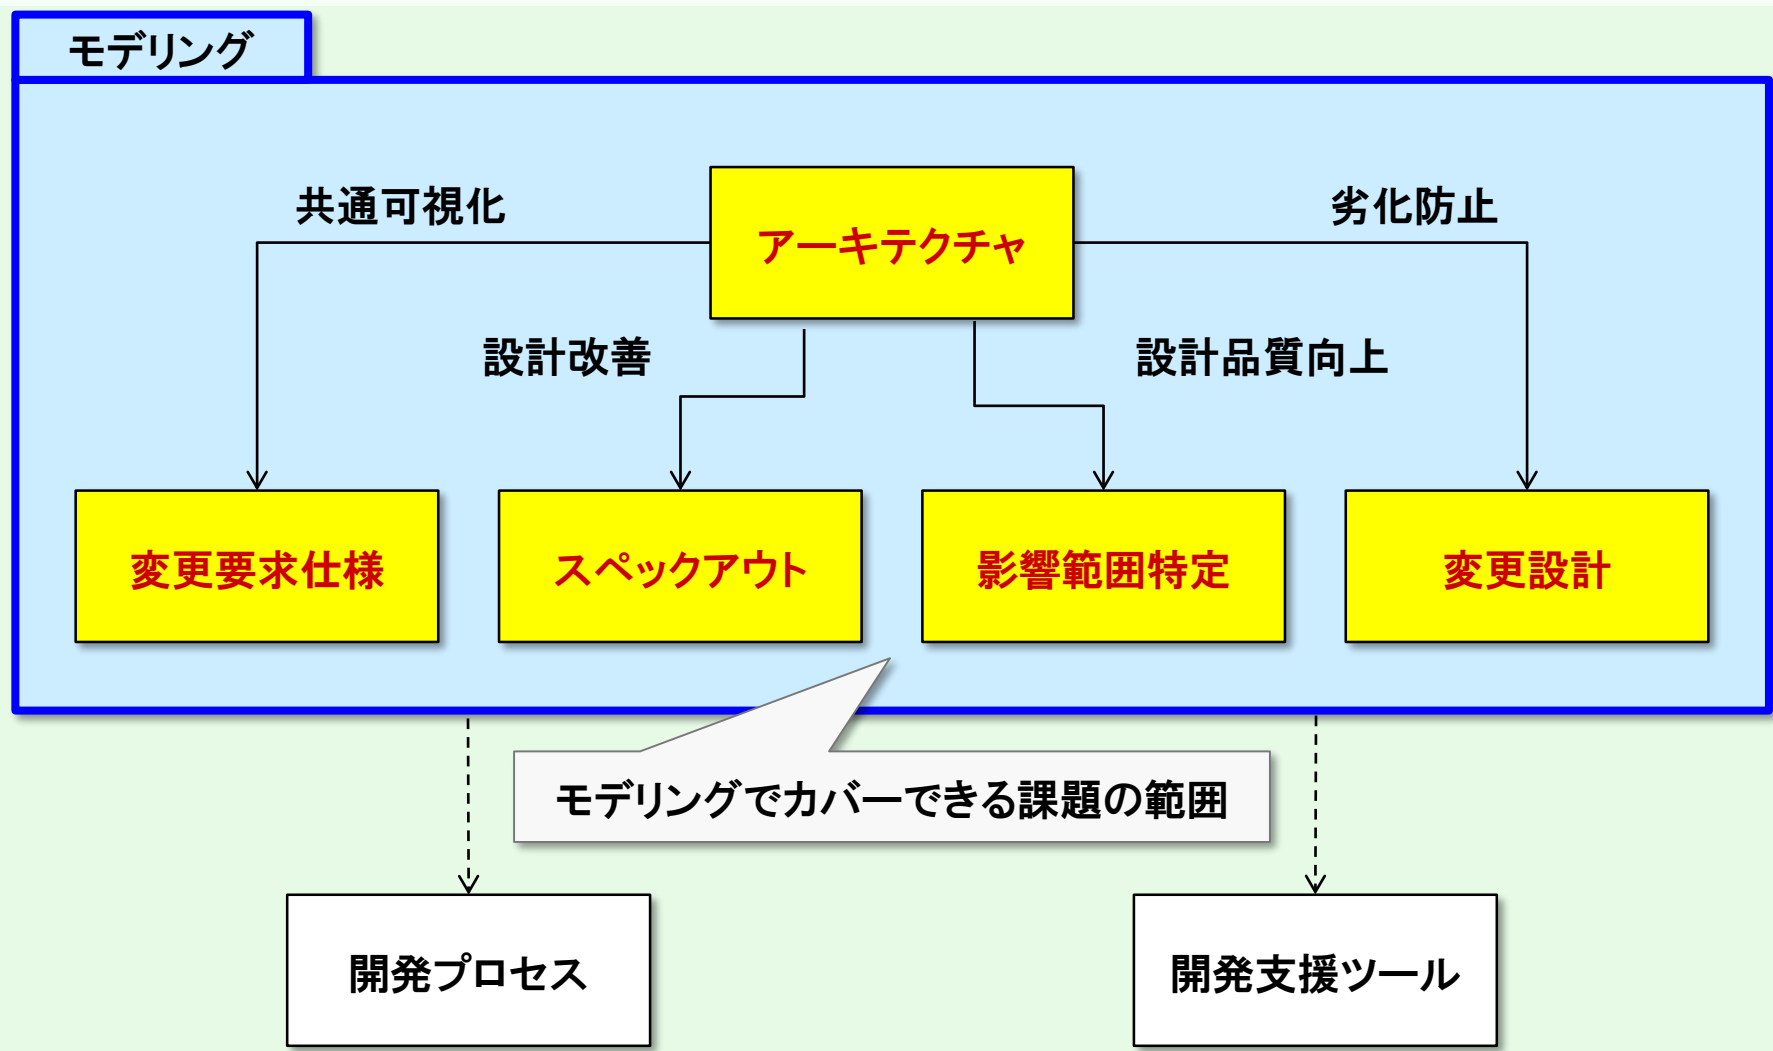 モデリング
共通可視化
アーキテクチャ
劣化防止
設計改善
設計品質向上
変更要求仕様
スペックアウト
影響範囲特定
変更設計
モデリングでカバーできる課題の範囲
開発プロセス
開発支援ツール